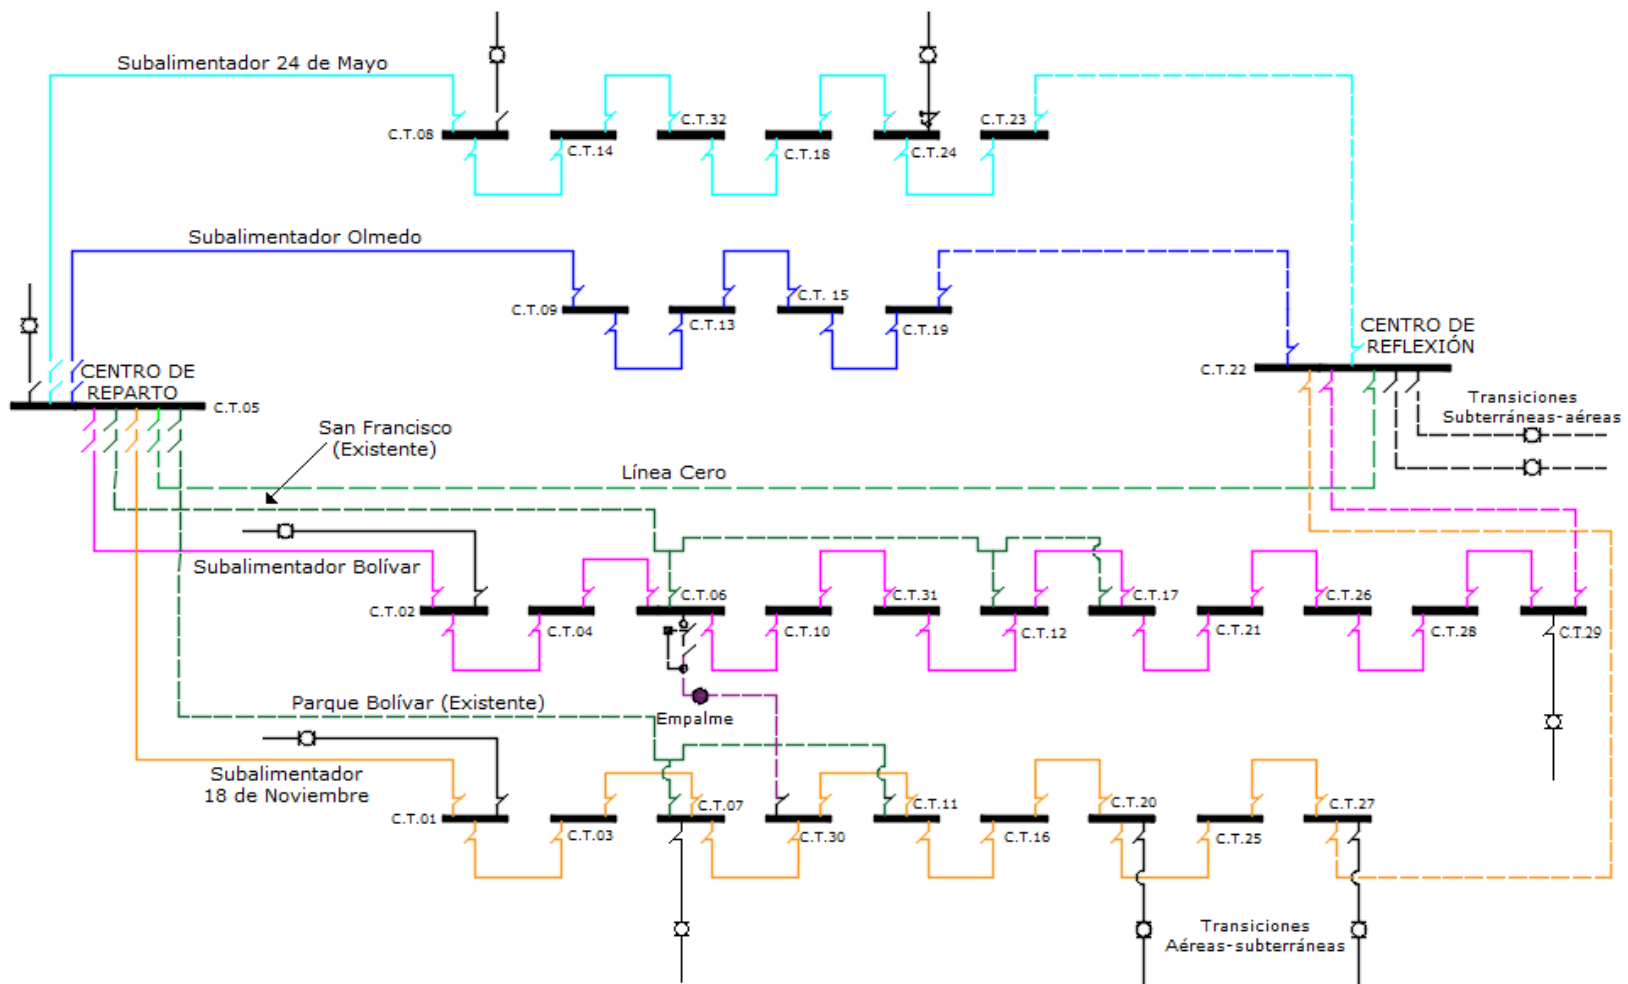 Subalimentador 24 de Mayo
C.T.08
C.T.14
C.T.32
C.T.18
C.T.24
C.T.23
Subalimentador Olmedo
C.T.09
C.T.13
C.T. 15
C.T.19
CENTRO DE
REPARTO
C.T.05
CENTRO DE
REFLEXIÓN
C.T.22
Transiciones
Subterráneas-aéreas
San Francisco
(Existente)
Línea Cero
Subalimentador Bolívar
C.T.02
C.T.04
C.T.06
C.T.10
C.T.31
C.T.12
C.T.17
C.T.21
C.T.26
C.T.28
C.T.29
Parque Bolívar (Existente)
Empalme
Subalimentador
18 de Noviembre
C.T.01
C.T.03
C.T.07
C.T.30
C.T.11
C.T.16
C.T.20
C.T.25
C.T.27
Transiciones
Aéreas-subterráneas